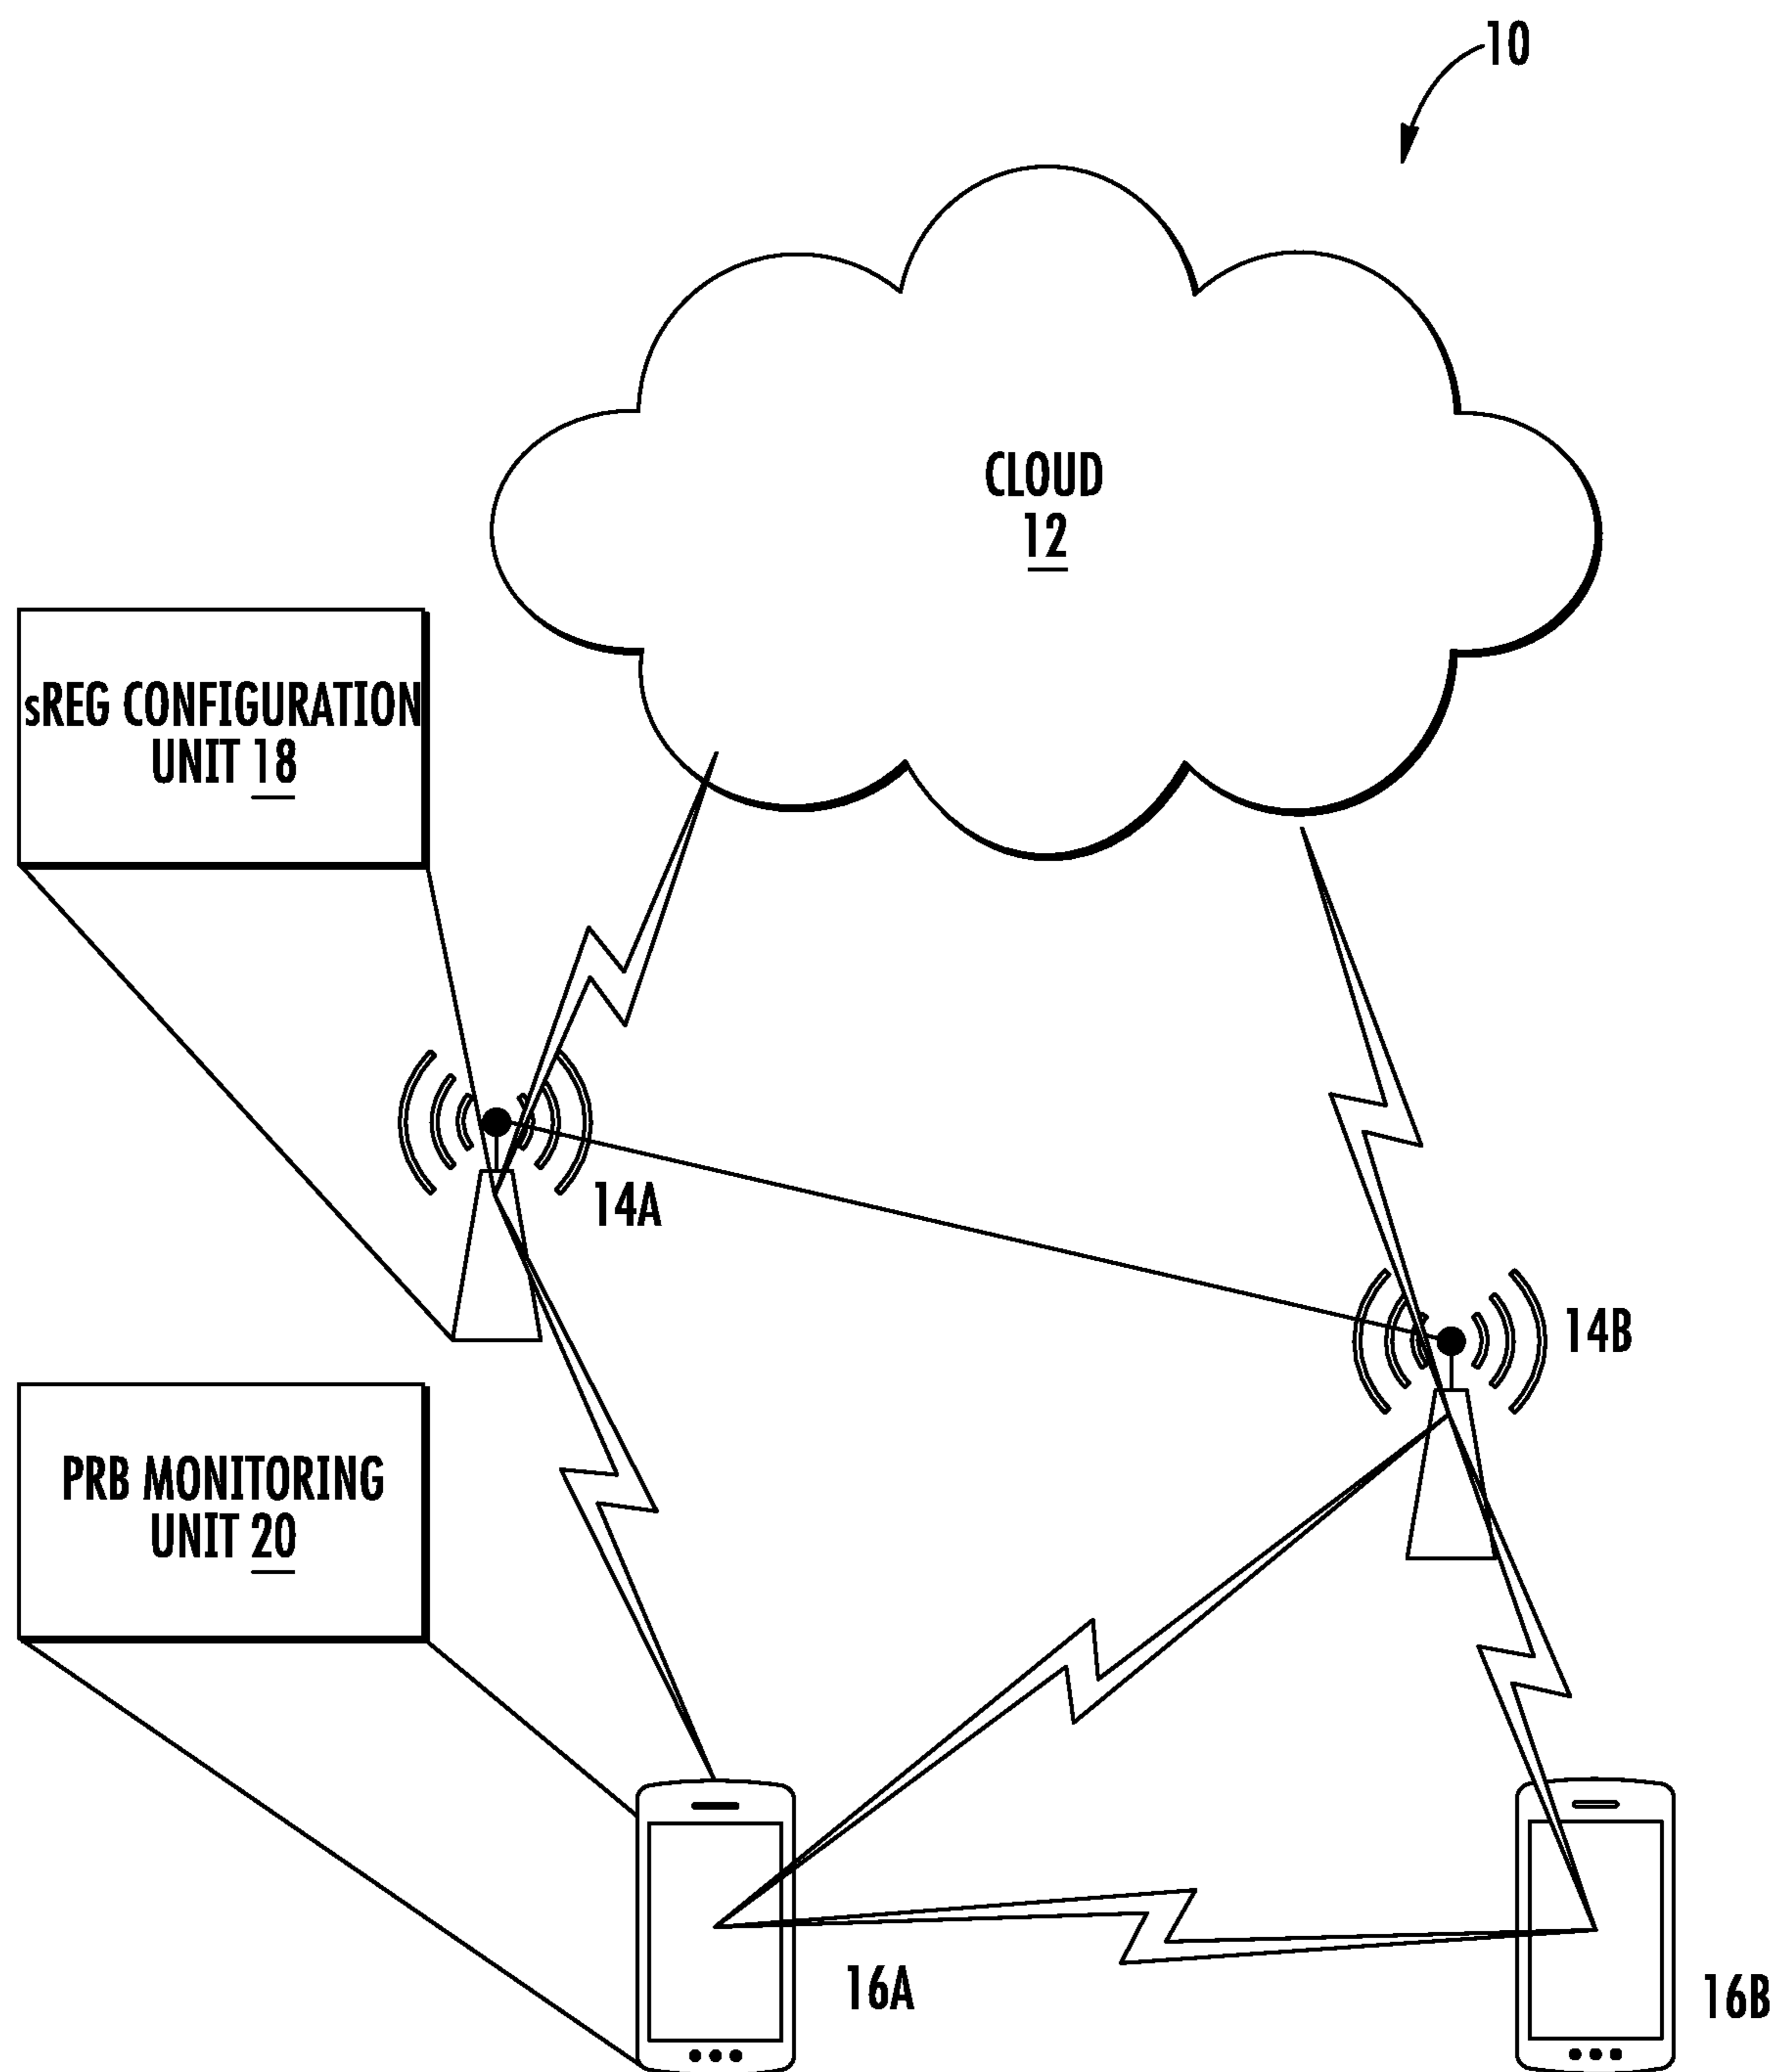 10
CLOUD
12
sREG CONFIGURATION
UNIT 18
14A
14B
PRB MONITORING
UNIT 20
16A
16B